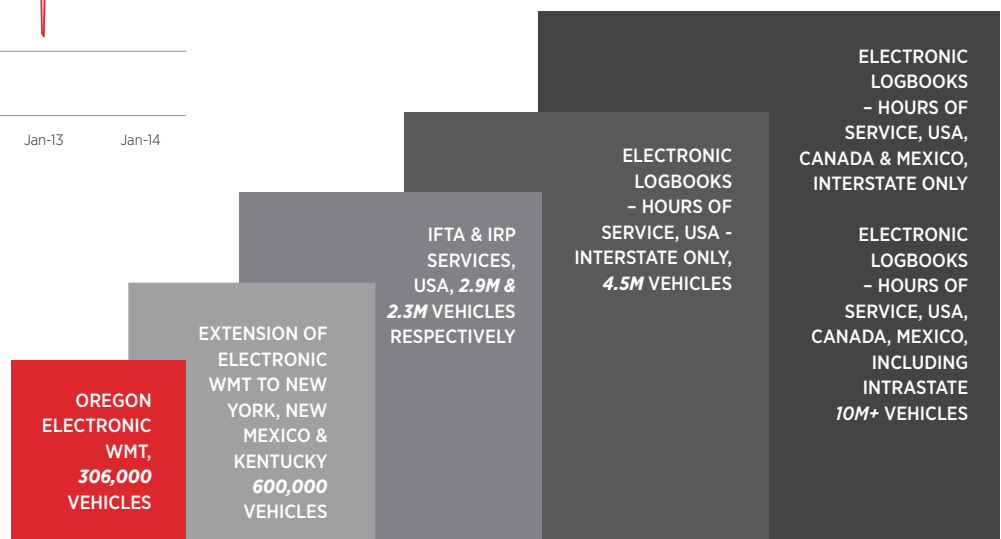 Jan-13
Jan-14
OREGON
ELECTRONIC
WMT,
306,000
VEHICLES
EXTENSION OF
ELECTRONIC
WMT TO NEW
YORK, NEW
MEXICO &
KENTUCKY
600,000
VEHICLES
IFTA & IRP
SERVICES,
USA, 2.9M &
2.3M VEHICLES
RESPECTIVELY
ELECTRONIC
LOGBOOKS
– HOURS OF
SERVICE, USA -
INTERSTATE ONLY,
4.5M VEHICLES
ELECTRONIC
LOGBOOKS
– HOURS OF
SERVICE, USA,
CANADA & MEXICO,
INTERSTATE ONLY
ELECTRONIC
LOGBOOKS
– HOURS OF
SERVICE, USA,
CANADA, MEXICO,
INCLUDING
INTRASTATE
10M+ VEHICLES